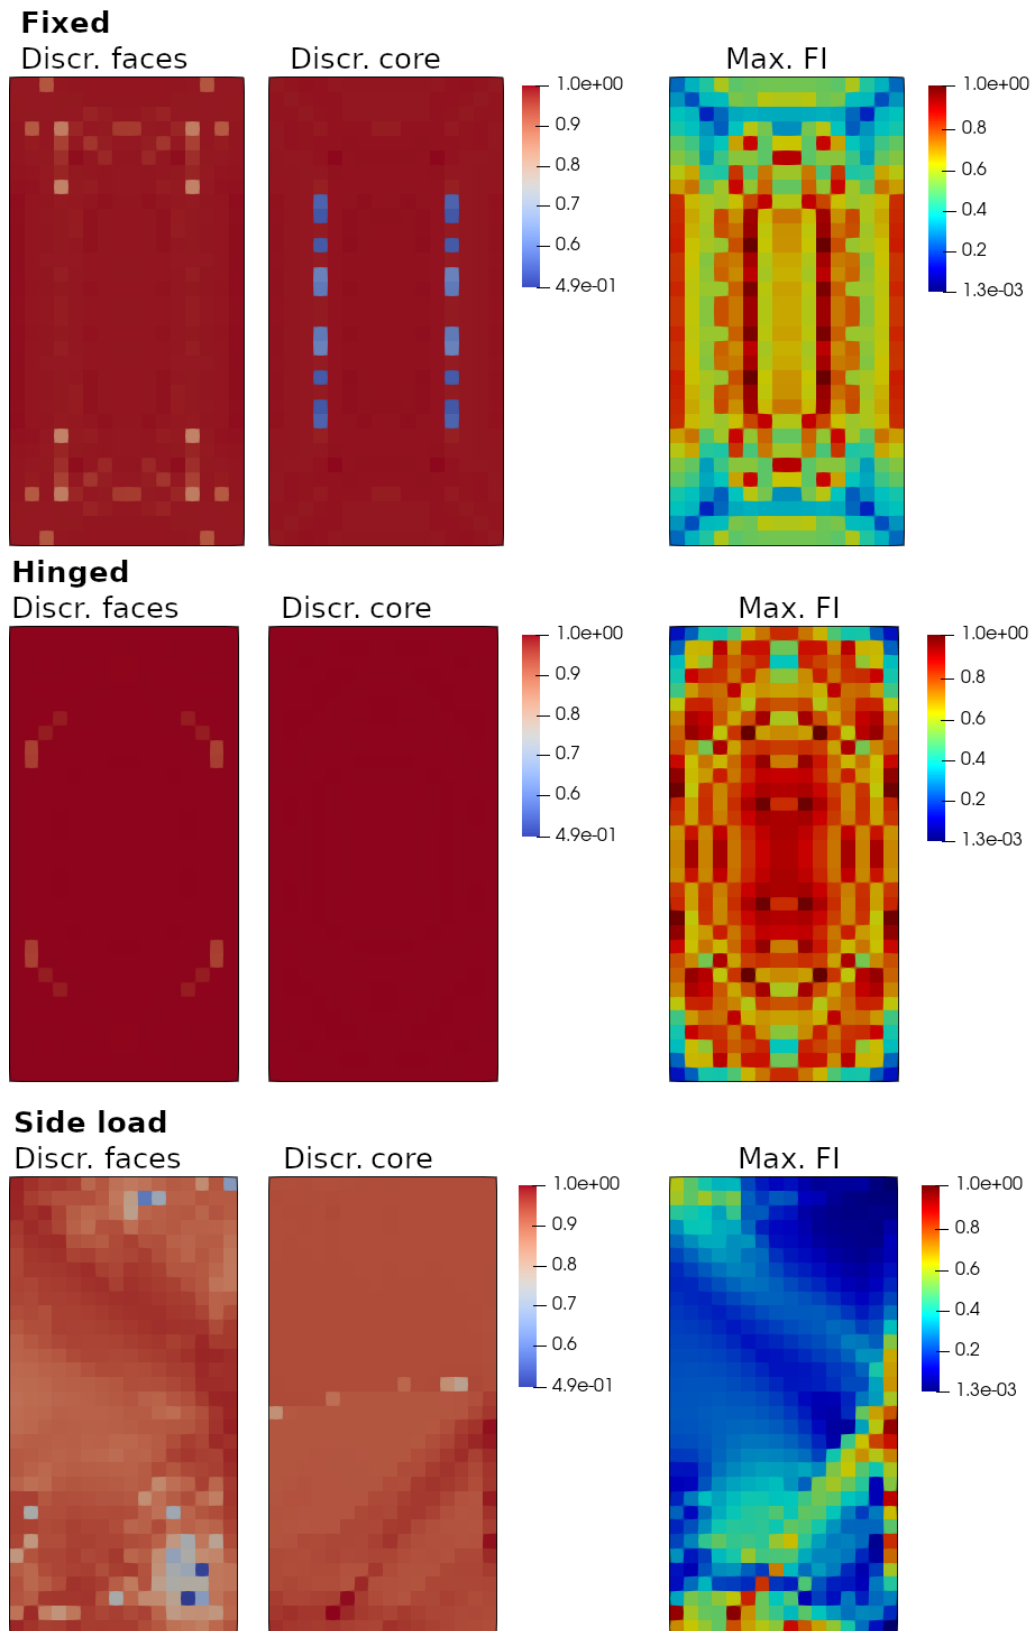 Fixed
Discr. faces Discr. core Max. FI
1.0e+00 1.0e+00
0.9
0.8 0.8
0.6
0.7 0.4
0.6 0.2
4.9e-01 1.3e-03
Hinged
Discr. faces Discr. core Max. FI
1.0e+00 1.0e+00
0.9
0.8 0.8
0.6
0.7 0.4
0.6 0.2
4.9e-01 1.3e-03
Side load
Discr. faces Discr. core Max. FI
1.0e+00 1.0e+00
0.9
0.8 0.8
0.6
0.7 0.4
0.6 0.2
4.9e-01 1.3e-03